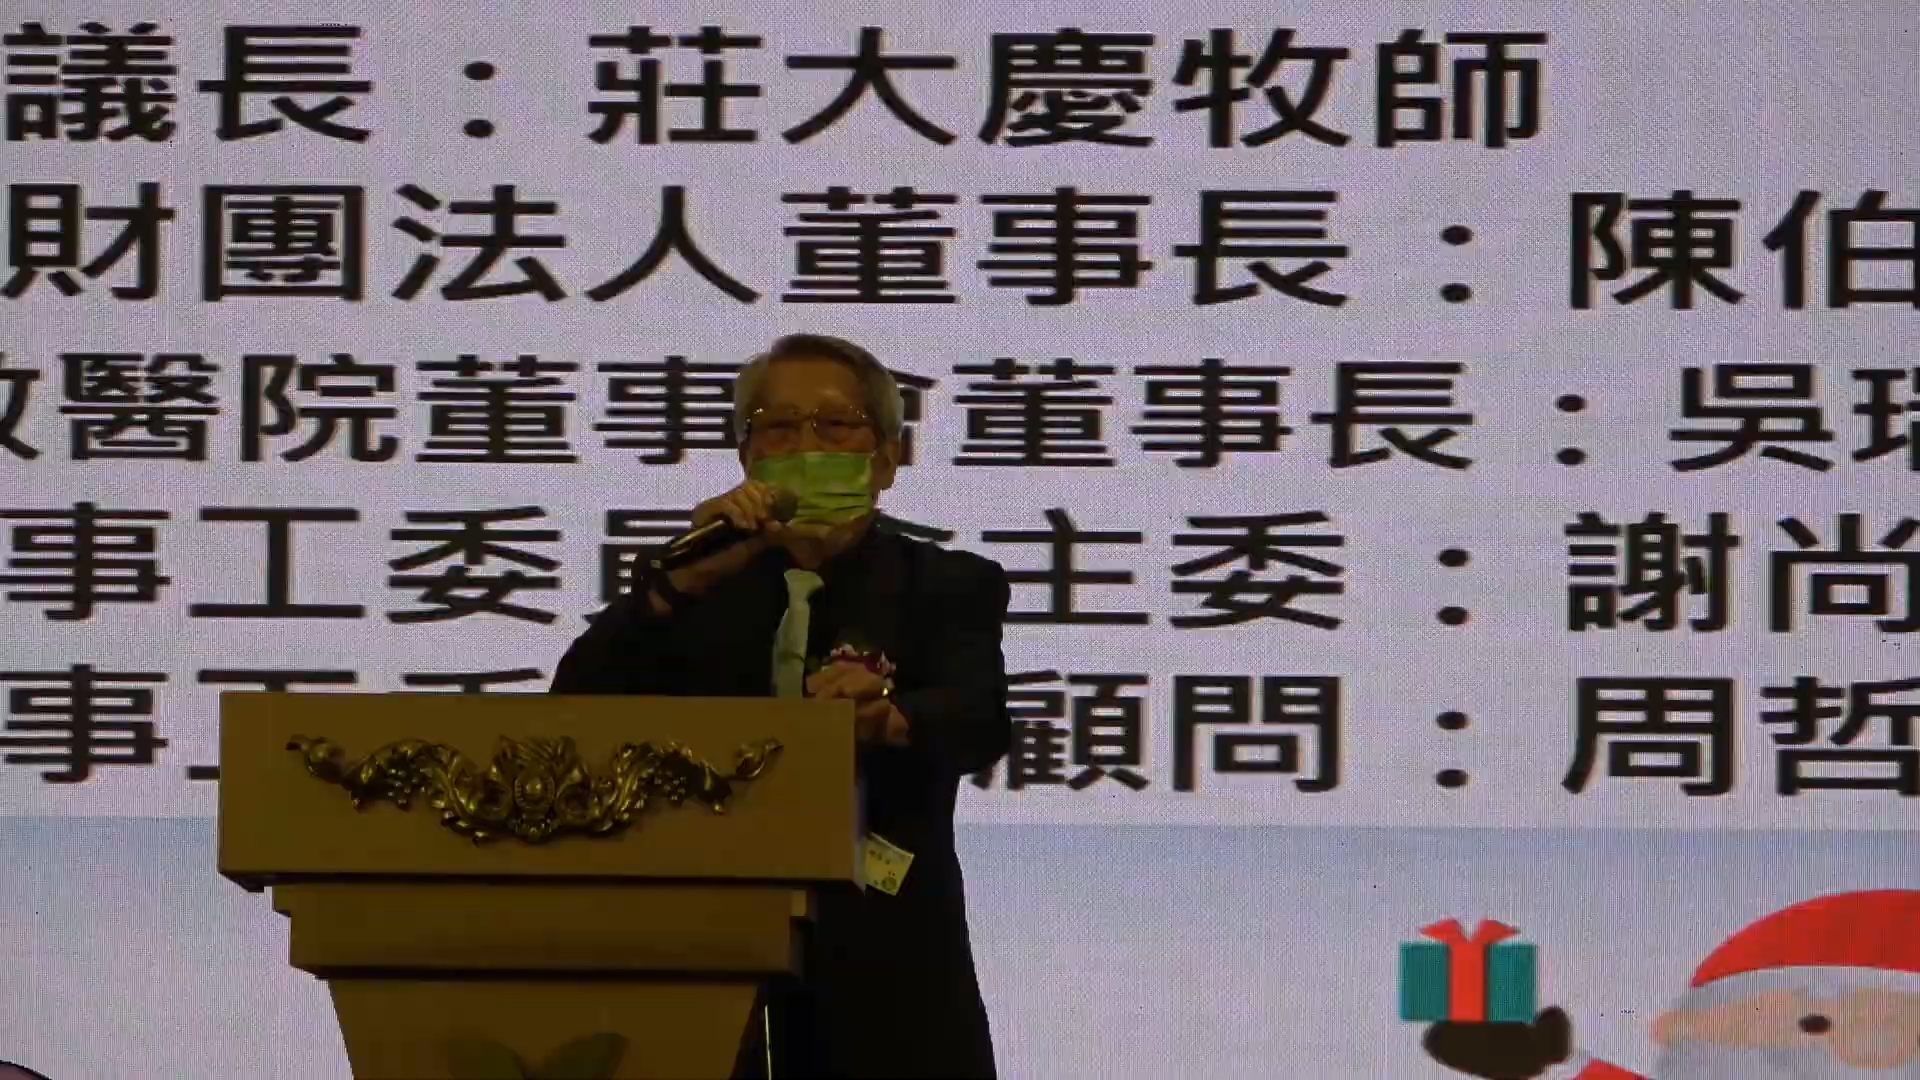 議長：莊大慶牧師
財團法人董事長：陳伯
醫院董事會董事長：吳瑞
事工委員會主委：謝尚
事工委 顧問：周哲